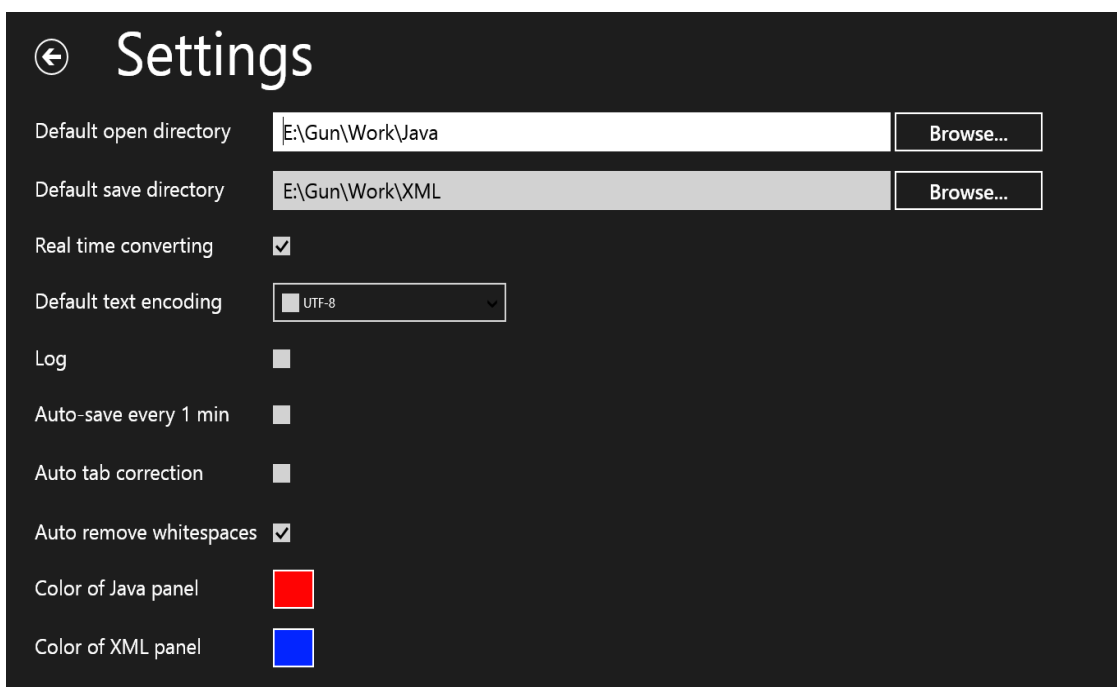 Settings
Default open directory E:\Gun\Work\Java Browse...
Default save directory E:\Gun\Work\XML Browse...
Real time converting
Default text encoding UTF-8
Log
Auto-save every 1 min
Auto tab correction
Auto remove whitespaces
Color of Java panel
Color of XML panel